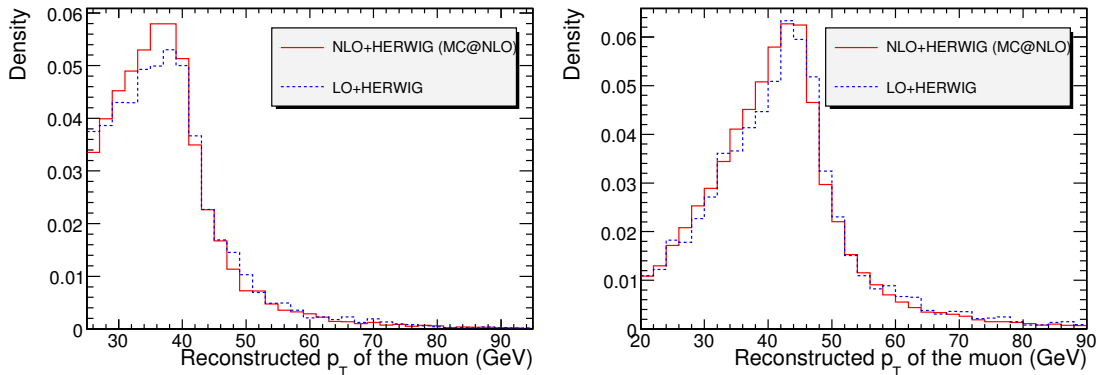 Density
0.06
0.05
0.04
0.03
0.02
0.01
0
NLO+HERWIG (MC@NLO)
LO+HERWIG
30 40 50 60 70 80 90
Reconstructed p_T of the muon (GeV)
Density
0.06
0.05
0.04
0.03
0.02
0.01
0
NLO+HERWIG (MC@NLO)
LO+HERWIG
20 30 40 50 60 70 80 90
Reconstructed p_T of the muon (GeV)